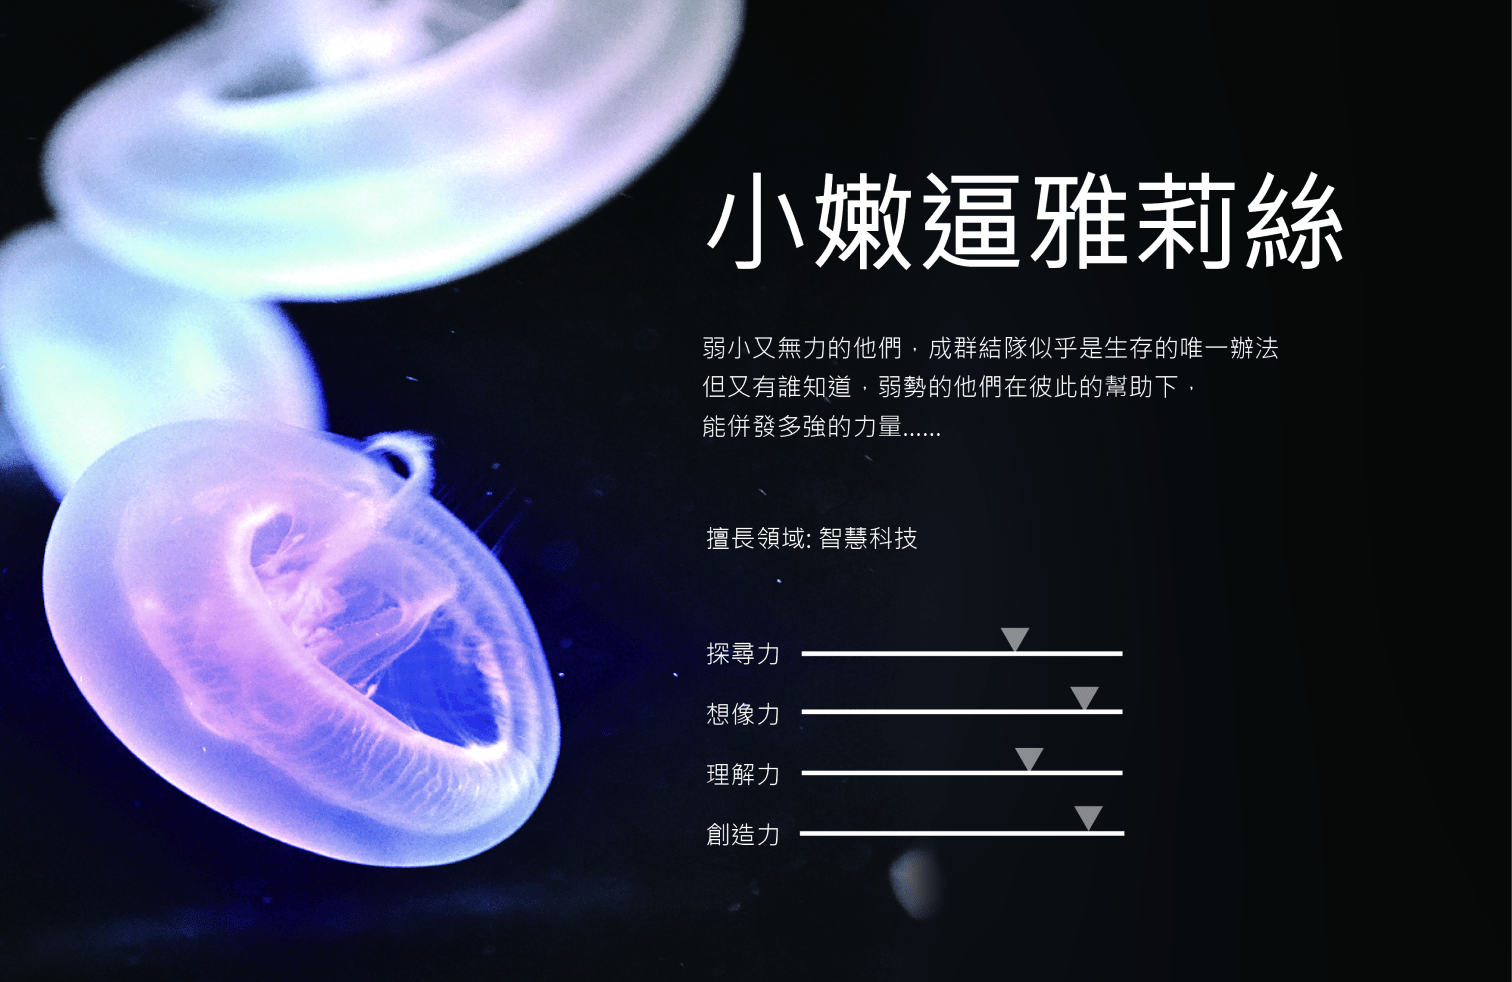 小嫩逼雅莉絲
弱小又無力的他們，成群結隊似乎是生存的唯一辦法
但又有誰知道，弱勢的他們在彼此的幫助下，
能併發多強的力量......
擅長領域: 智慧科技
探尋力
想像力
理解力
創造力